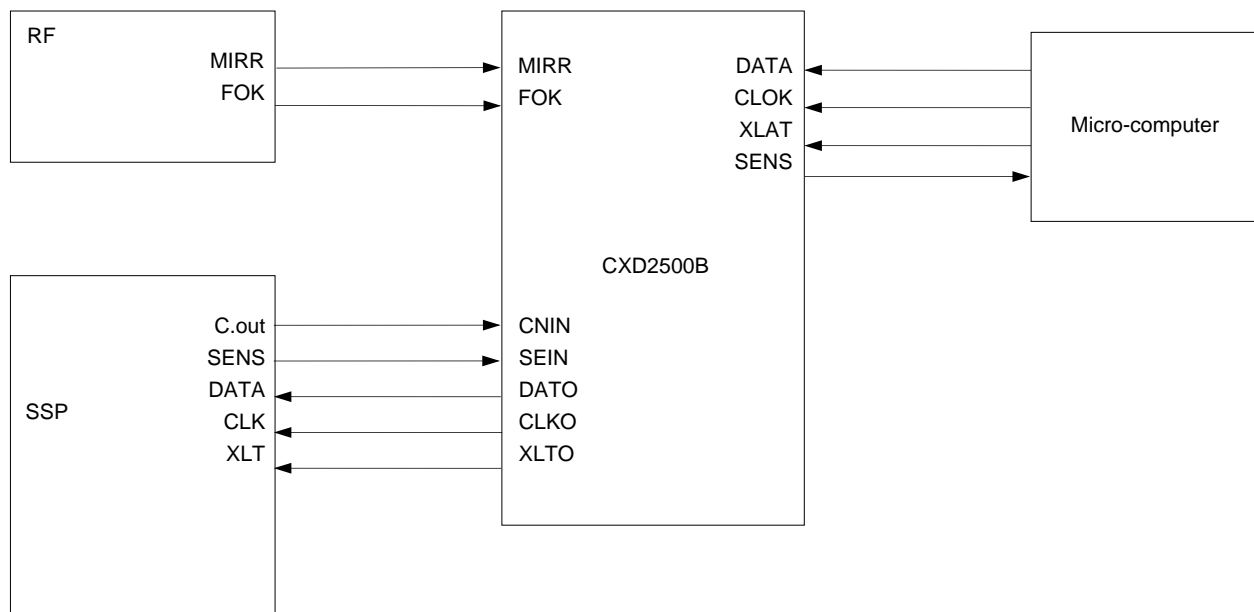 RF
MIRR
FOK
MIRR
FOK
DATA
CLOK
XLAT
SENS
Micro-computer
CXD2500B
SSP
C.out
SENS
DATA
CLK
XLT
CNIN
SEIN
DATO
CLKO
XLTO